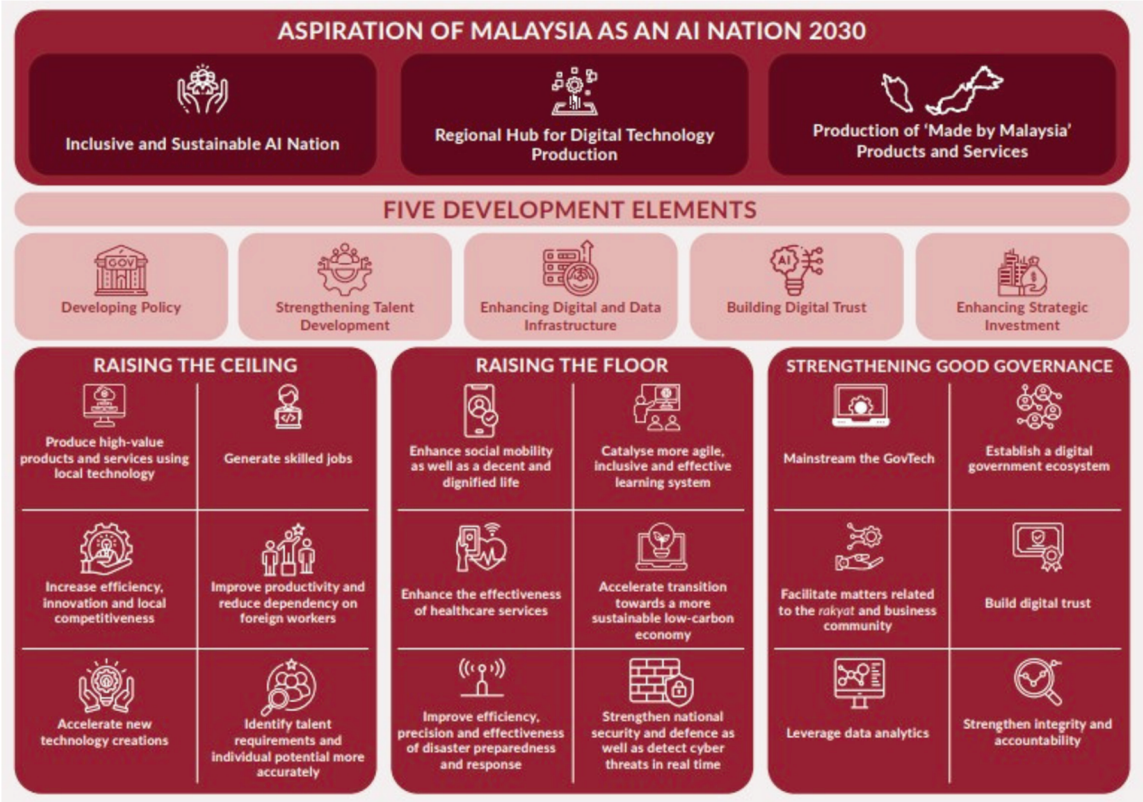 ASPIRATION OF MALAYSIA AS AN AI NATION 2030
Inclusive and Sustainable AI Nation
Regional Hub for Digital Technology
Production
Production of ‘Made by Malaysia’
Products and Services
FIVE DEVELOPMENT ELEMENTS
GOV
Developing Policy
Strengthening Talent
Development
Enhancing Digital and Data
Infrastructure
AI
Building Digital Trust
$
Enhancing Strategic
Investment
RAISING THE CEILING
Produce high-value
products and services using
local technology
</>
Generate skilled jobs
Increase efficiency,
innovation and local
competitiveness
Improve productivity and
reduce dependency on
foreign workers
Accelerate new
technology creations
Identify talent
requirements and
individual potential more
accurately
RAISING THE FLOOR
Enhance social mobility
as well as a decent and
dignified life
Catalyse more agile,
inclusive and effective
learning system
Enhance the effectiveness
of healthcare services
Accelerate transition
towards a more
sustainable low-carbon
economy
Improve efficiency,
precision and effectiveness
of disaster preparedness
and response
Strengthen national
security and defence as
well as detect cyber
threats in real time
STRENGTHENING GOOD GOVERNANCE
Mainstream the GovTech
Establish a digital
government ecosystem
Facilitate matters related
to the rakyat and business
community
Build digital trust
Leverage data analytics
Strengthen integrity and
accountability